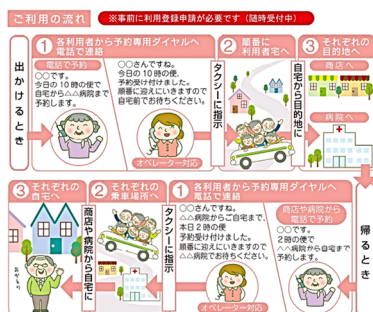 ご利用の流れ
※事前に利用登録申請が必要です（随時受付中）
出かけるとき
1 各利用者から予約専用ダイヤルへ
電話で連絡
電話で予約
○○です。
今日の10時の便で
自宅から△△病院まで
予約します。
○○さんですね。
今日の10時の便、
予約受け付けました。
順番に迎えにいきますので
自宅前でお待ちください。
オペレーター対応
タクシーに指示
2 順番に
利用者宅へ
自宅から目的地に
3 それぞれの
目的地へ
商店へ
病院へ
帰るとき
1 各利用者から予約専用ダイヤルへ
電話で連絡
商店や病院から
電話で予約
○○です。
2時の便で
△△病院から自宅まで
予約します。
○○さんですね。
△△病院からご自宅まで、
本日2時の便
予約受け付けました。
順番に迎えにいきますので
△△病院でお待ちください。
オペレーター対応
タクシーに指示
2 それぞれの
乗車場所へ
商店や病院から自宅に
3 それぞれの
自宅へ
おかえり